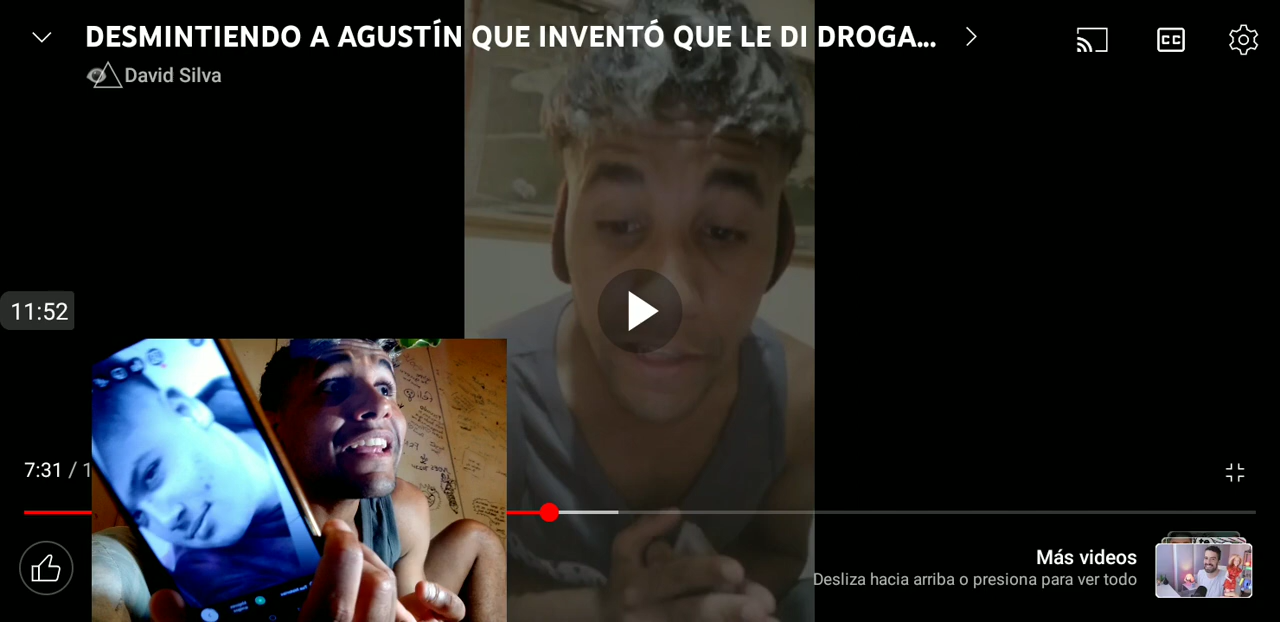 DESMINTIENDO A AGUSTÍN QUE INVENTÓ QUE LE DI DROGA...
David Silva
CC
11:52
7:31 / 1
Más videos
Desliza hacia arriba o presiona para ver todo